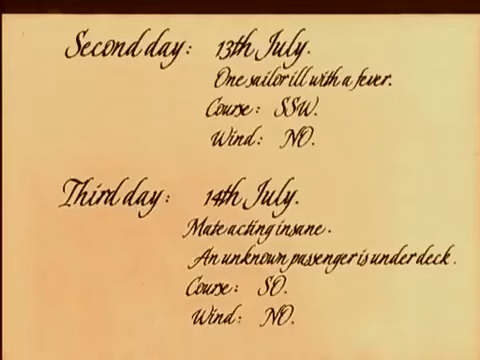 Second day: 13th July.
One sailor ill with a fever.
Course: SSW.
Wind: NO.
Third day: 14th July.
Mate acting insane.
An unknown passenger is under deck.
Course: SO.
Wind: NO.